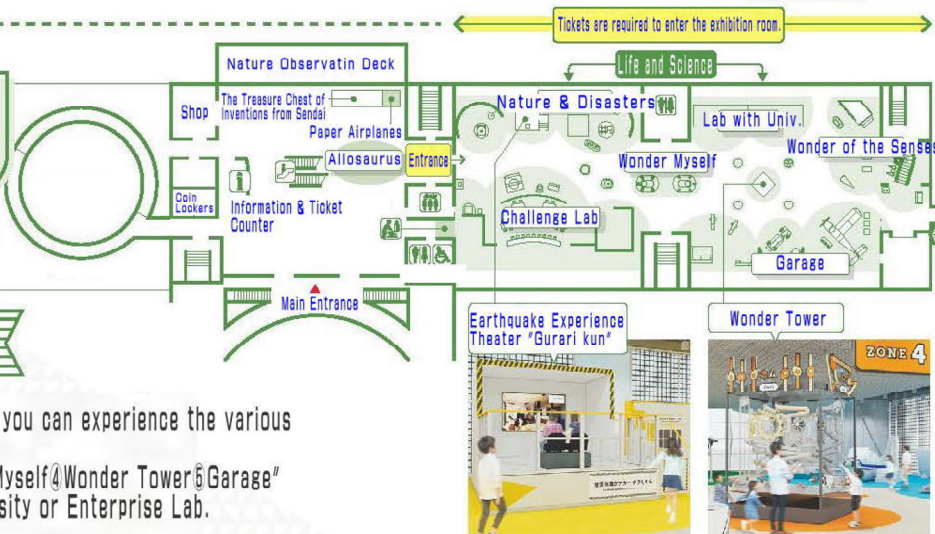 Tickets are required to enter the exhibition room.
Life and Science
Nature Observatin Deck
Shop
The Treasure Chest of
Inventions from Sendai
Paper Airplanes
Allosaurus
Entrance
Coin
Lockers
Information & Ticket
Counter
Main Entrance
Nature & Disasters
Lab with Univ.
Wonder Myself
Wonder of the Senses
Challenge Lab
Garage
Earthquake Experience
Theater "Gurari kun"
Wonder Tower
ZONE 4
you can experience the various
Myself④Wonder Tower⑤Garage"
sity or Enterprise Lab.